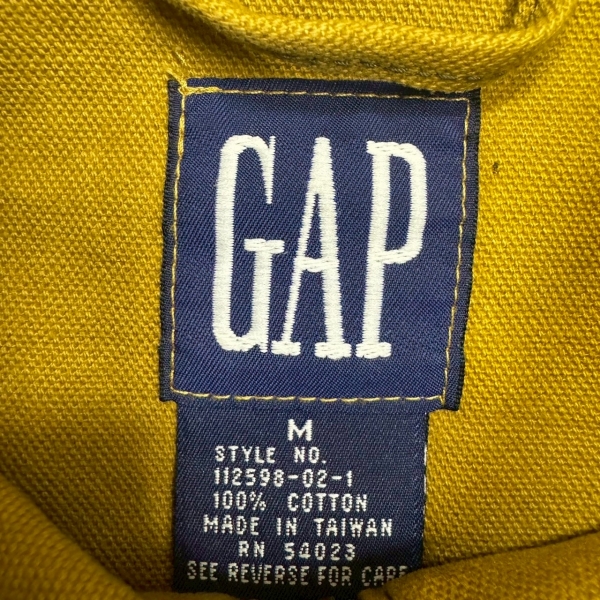 GAP
M
STYLE NO.
112598-02-1
100% COTTON
MADE IN TAIWAN
RN 54023
SEE REVERSE FOR CARE